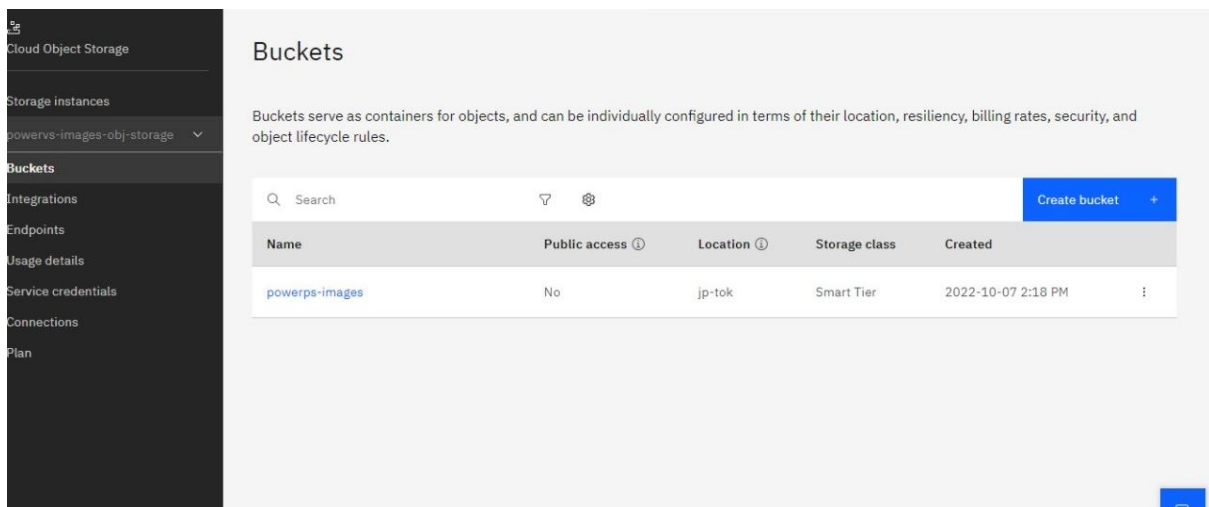 Cloud Object Storage
Storage instances
powervs-images-obj-storage
Buckets
Integrations
Endpoints
Usage details
Service credentials
Connections
Plan
Buckets
Buckets serve as containers for objects, and can be individually configured in terms of their location, resiliency, billing rates, security, and
object lifecycle rules.
Search
Create bucket +
Name Public access Location Storage class Created
powerps-images No jp-tok Smart Tier 2022-10-07 2:18 PM